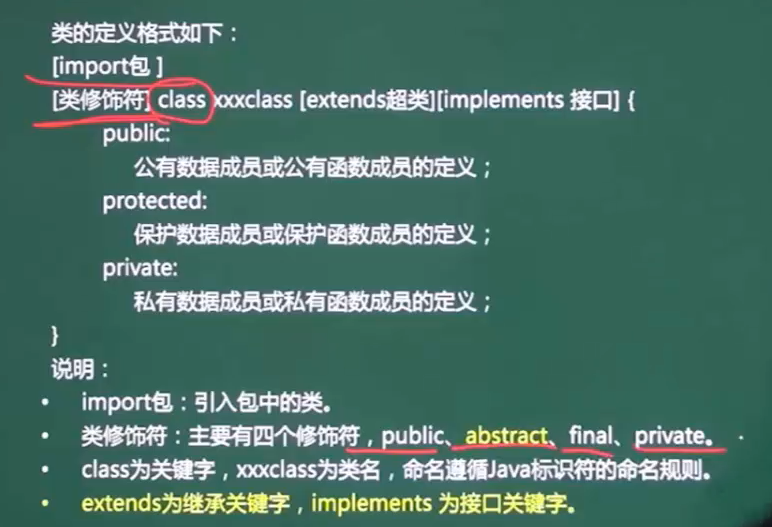 类的定义格式如下：
[import包 ]
[类修饰符] class xxxclass [extends超类][implements 接口] {
public:
公有数据成员或公有函数成员的定义；
protected:
保护数据成员或保护函数成员的定义；
private:
私有数据成员或私有函数成员的定义；
}
说明：
• import包：引入包中的类。
• 类修饰符：主要有四个修饰符，public、abstract、final、private。
• class为关键字，xxxclass为类名，命名遵循Java标识符的命名规则。
• extends为继承关键字，implements 为接口关键字。